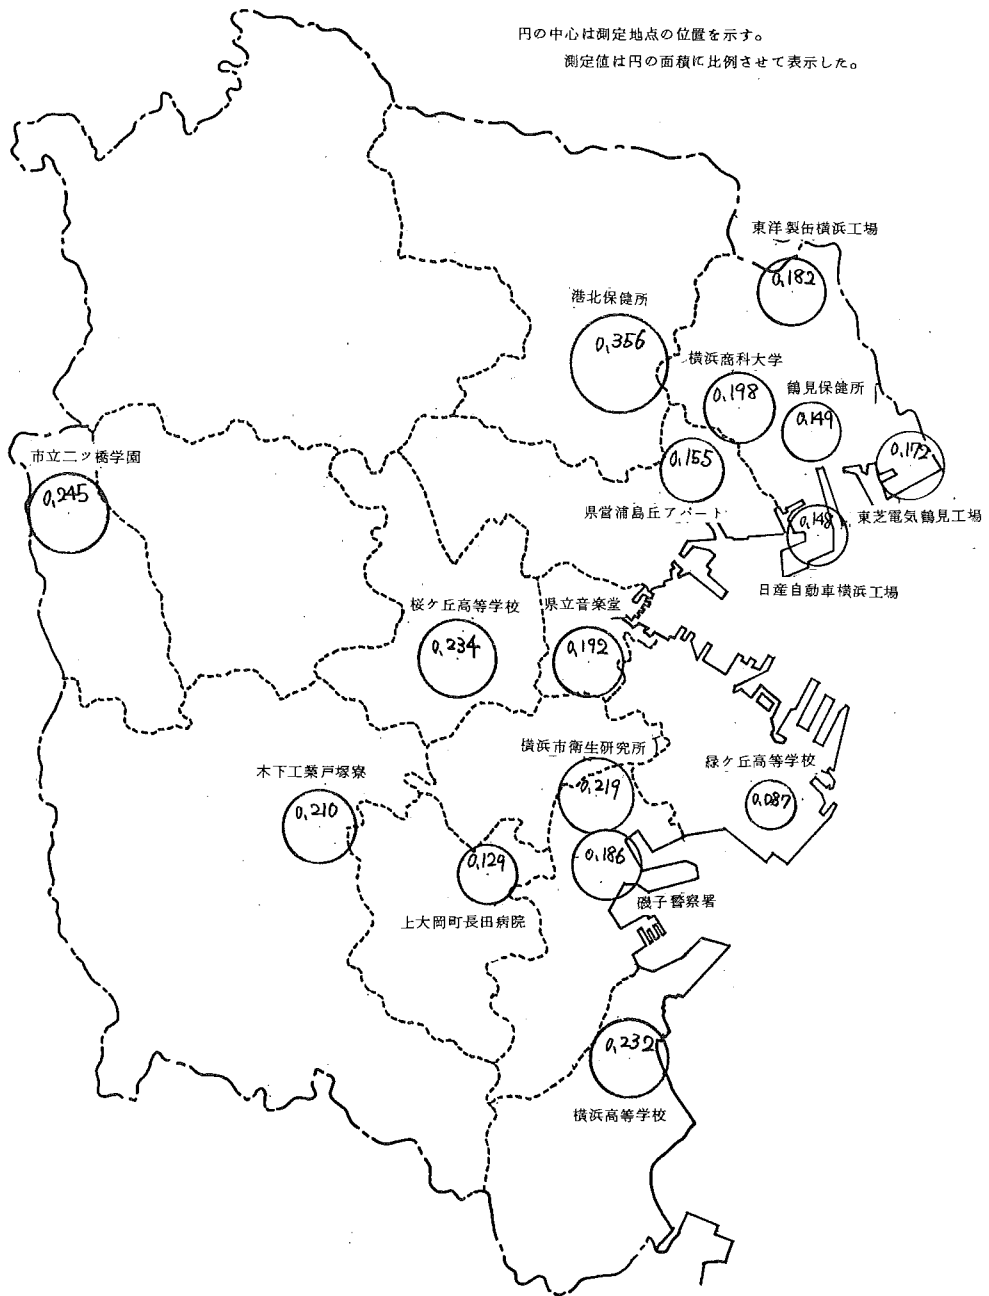 円の中心は測定地点の位置を示す。
測定値は円の面積に比例させて表示した。
東洋製缶横浜工場
0.182
港北保健所
0.356
横浜商科大学
0.198
鶴見保健所
0.149
0.172
東芝電気鶴見工場
0.155
県営浦島丘アパート
0.148
日産自動車横浜工場
市立二ツ橋学園
0.245
桜ケ丘高等学校
0.234
県立音楽堂
0.192
横浜市衛生研究所
0.219
緑ケ丘高等学校
0.087
木下工業戸塚寮
0.210
0.129
上大岡町長田病院
0.186
磯子警察署
0.232
横浜高等学校